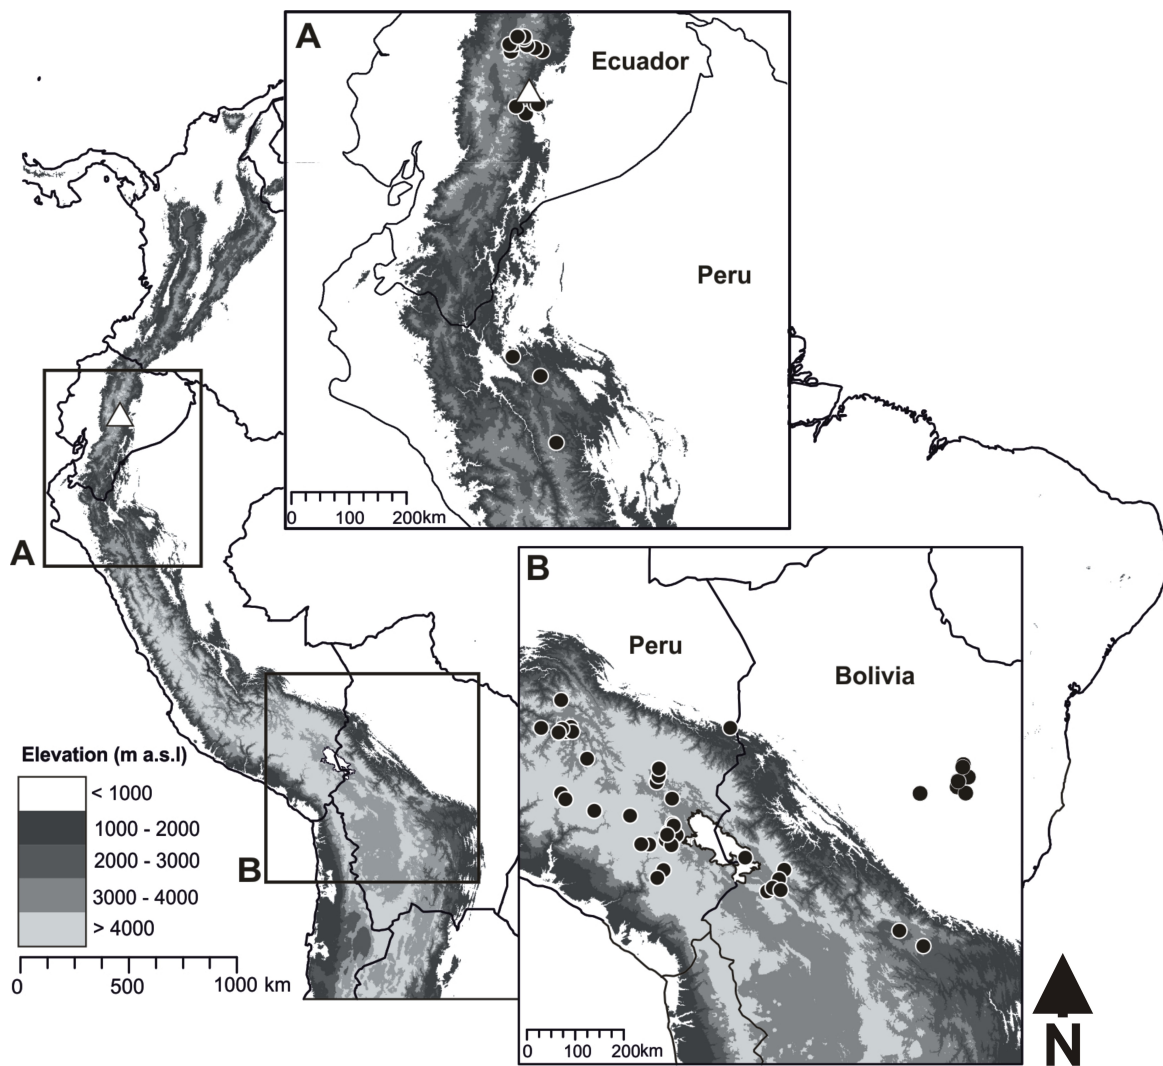 A
Ecuador
Peru
0 100 200km
A
B
Peru
Bolivia
B
Elevation (m a.s.l)
< 1000
1000 - 2000
2000 - 3000
3000 - 4000
> 4000
0 500 1000 km
0 100 200km
N